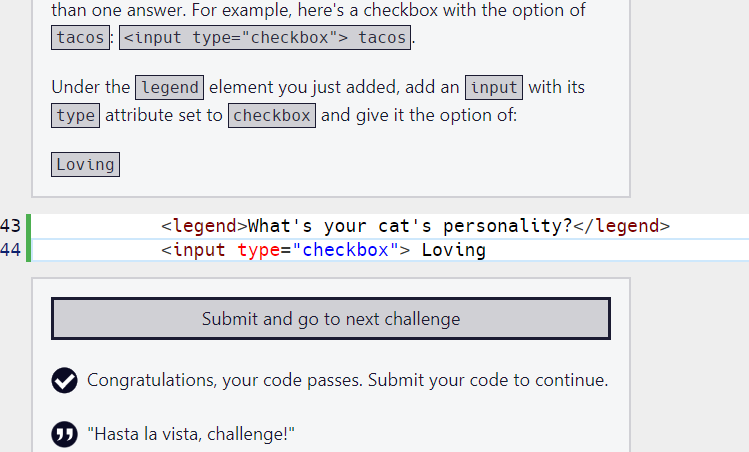 than one answer. For example, here's a checkbox with the option of
tacos: <input type="checkbox"> tacos.
Under the legend element you just added, add an input with its
type attribute set to checkbox and give it the option of:
Loving
43 <legend>What's your cat's personality?</legend>
44 <input type="checkbox"> Loving
Submit and go to next challenge
Congratulations, your code passes. Submit your code to continue.
"Hasta la vista, challenge!"